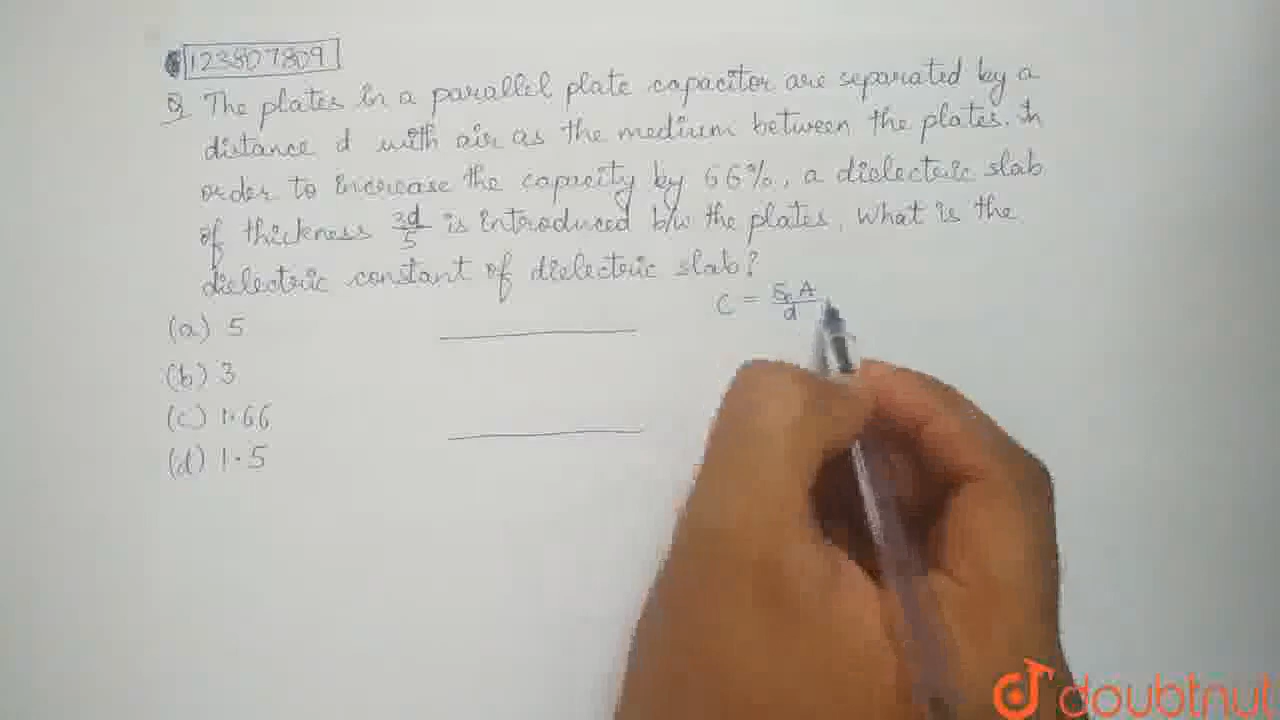 123807809
Q The plates in a parallel plate capacitor are separated by a
distance d with air as the medium between the plates. In
order to increase the capacity by 66%, a dielectric slab
of thickness 3d/5 is introduced b/w the plates. What is the
dielectric constant of dielectric slab?
C = ε₀A/d
(a) 5
(b) 3
(c) 1.66
(d) 1.5
doubtnut